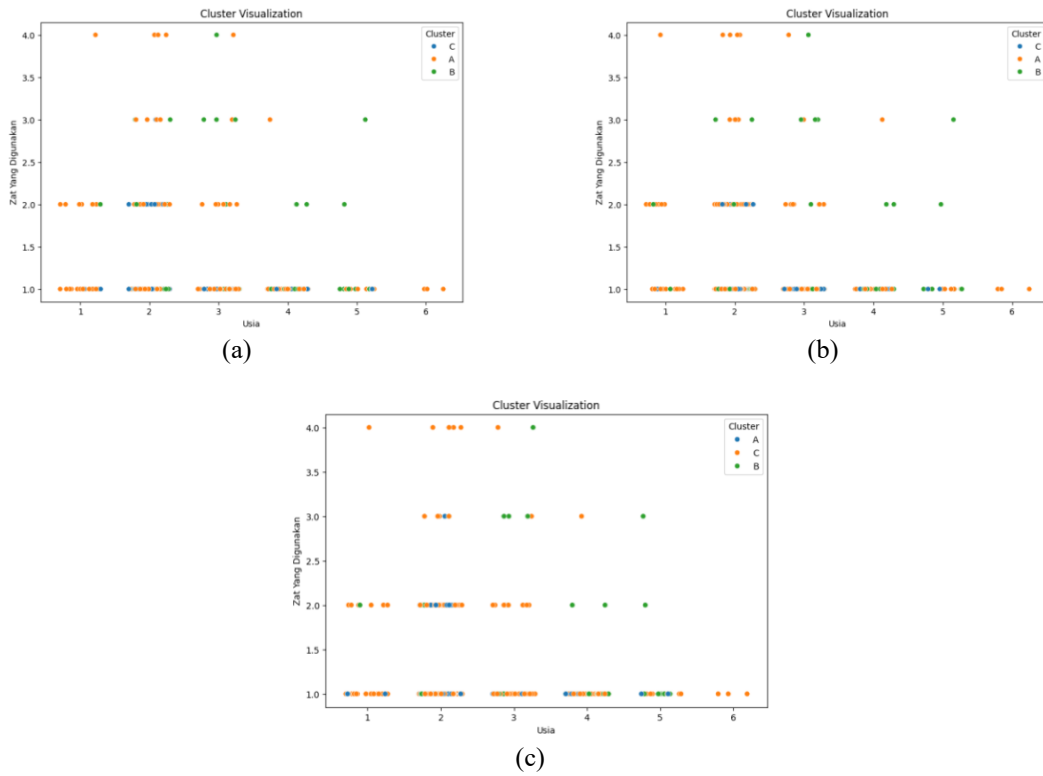 Cluster Visualization
Zat Yang Digunakan
4.0
3.5
3.0
2.5
2.0
1.5
1.0
1 2 3 4 5 6
Usia
Cluster
C
A
B
(a)
Cluster Visualization
Zat Yang Digunakan
4.0
3.5
3.0
2.5
2.0
1.5
1.0
1 2 3 4 5 6
Usia
Cluster
C
A
B
(b)
Cluster Visualization
Zat Yang Digunakan
4.0
3.5
3.0
2.5
2.0
1.5
1.0
1 2 3 4 5 6
Usia
Cluster
A
C
B
(c)